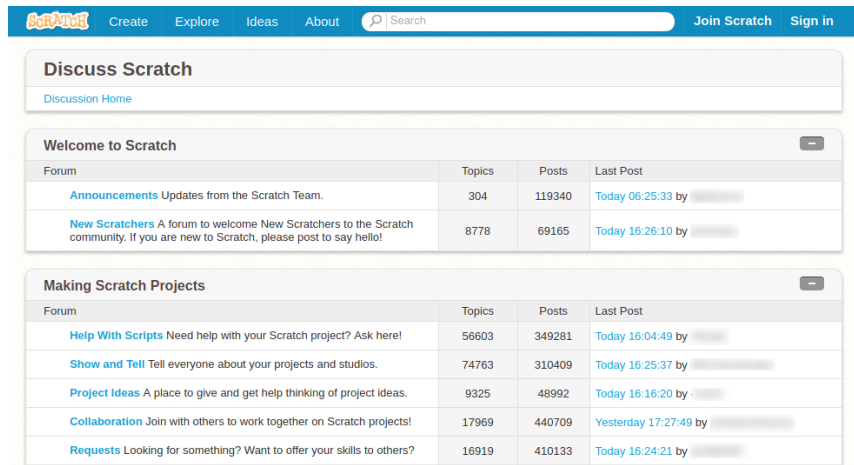 SCRATCH Create Explore Ideas About Search Join Scratch Sign in
Discuss Scratch
Discussion Home
Welcome to Scratch
Forum Topics Posts Last Post
Announcements Updates from the Scratch Team. 304 119340 Today 06:25:33 by
New Scratchers A forum to welcome New Scratchers to the Scratch
community. If you are new to Scratch, please post to say hello! 8778 69165 Today 16:26:10 by
Making Scratch Projects
Forum Topics Posts Last Post
Help With Scripts Need help with your Scratch project? Ask here! 56603 349281 Today 16:04:49 by
Show and Tell Tell everyone about your projects and studios. 74763 310409 Today 16:25:37 by
Project Ideas A place to give and get help thinking of project ideas. 9325 48992 Today 16:16:20 by
Collaboration Join with others to work together on Scratch projects! 17969 440709 Yesterday 17:27:49 by
Requests Looking for something? Want to offer your skills to others? 16919 410133 Today 16:24:21 by